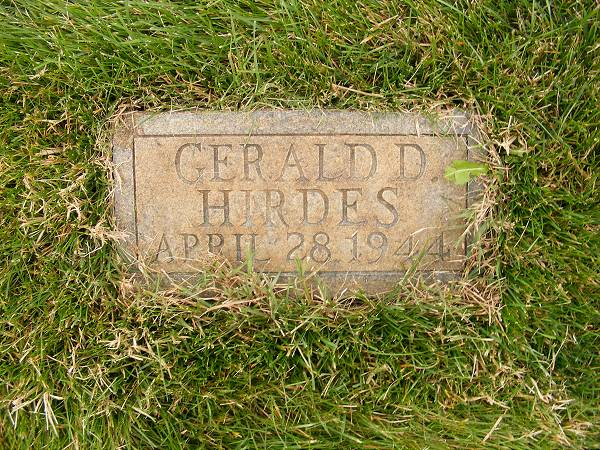 GERALD D
HIRDES
APRIL 28 1944